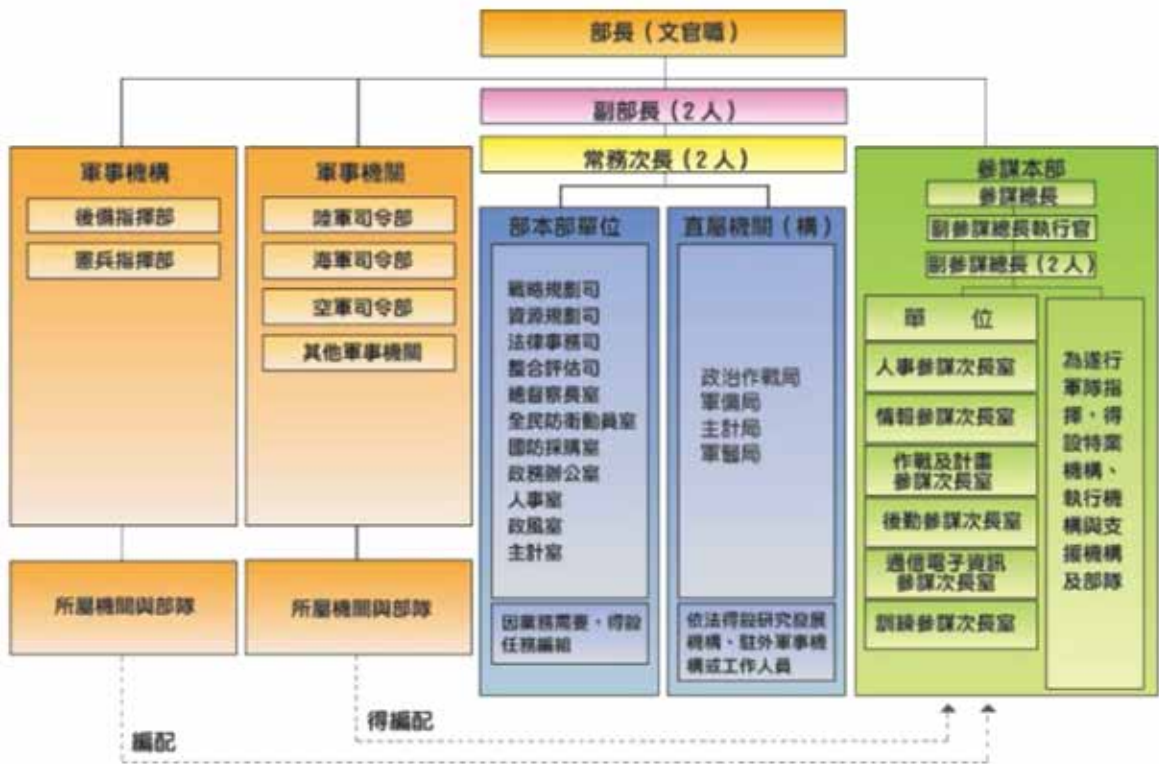 部長（文官職）
副部長（2人）
常務次長（2人）
軍事機構
後備指揮部
憲兵指揮部
所屬機關與部隊
軍事機關
陸軍司令部
海軍司令部
空軍司令部
其他軍事機關
所屬機關與部隊
部本部單位
戰略規劃司
資源規劃司
法律事務司
整合評估司
總督察長室
全民防衛動員室
國防採購室
政務辦公室
人事室
政風室
主計室
因業務需要，得設
任務編組
直屬機關（構）
政治作戰局
軍備局
主計局
軍醫局
依法得設研究發展
機構、駐外軍事機
構或工作人員
參謀本部
參謀總長
副參謀總長執行官
副參謀總長（2人）
單位
人事參謀次長室
情報參謀次長室
作戰及計畫
參謀次長室
後勤參謀次長室
通信電子資訊
參謀次長室
訓練參謀次長室
為遂行
軍隊指
揮，得
設特業
機構、
執行機
構與支
援機構
及部隊
得編配
編配